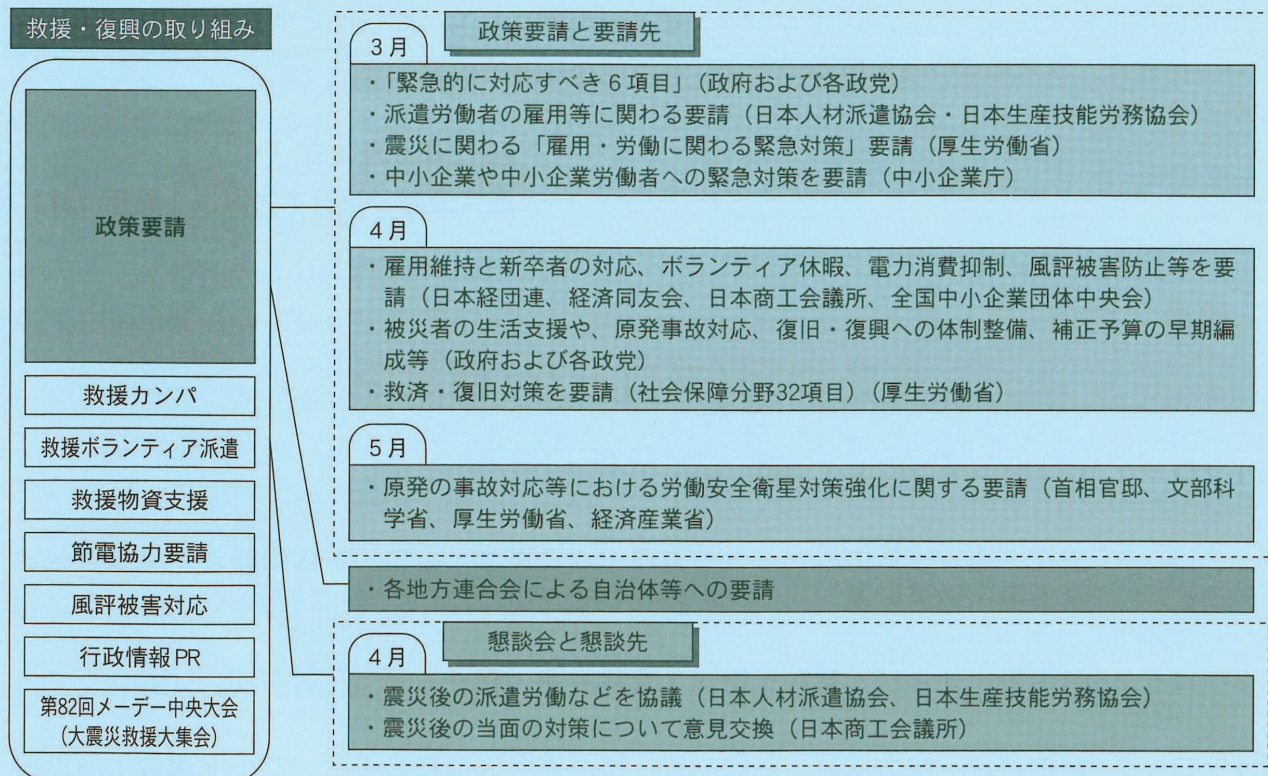 救援・復興の取り組み
政策要請
救援カンパ
救援ボランティア派遣
救援物資支援
節電協力要請
風評被害対応
行政情報PR
第82回メーデー中央大会
(大震災救援大集会)
政策要請と要請先
3月
・「緊急的に対応すべき6項目」(政府および各政党)
・派遣労働者の雇用等に関わる要請(日本人材派遣協会・日本生産技能労務協会)
・震災に関わる「雇用・労働に関わる緊急対策」要請(厚生労働省)
・中小企業や中小企業労働者への緊急対策を要請(中小企業庁)
4月
・雇用維持と新卒者の対応、ボランティア休暇、電力消費抑制、風評被害防止等を要
請(日本経団連、経済同友会、日本商工会議所、全国中小企業団体中央会)
・被災者の生活支援や、原発事故対応、復旧・復興への体制整備、補正予算の早期編
成等(政府および各政党)
・救済・復旧対策を要請(社会保障分野32項目)(厚生労働省)
5月
・原発の事故対応等における労働安全衛星対策強化に関する要請(首相官邸、文部科
学省、厚生労働省、経済産業省)
・各地方連合会による自治体等への要請
懇談会と懇談先
4月
・震災後の派遣労働などを協議(日本人材派遣協会、日本生産技能労務協会)
・震災後の当面の対策について意見交換(日本商工会議所)